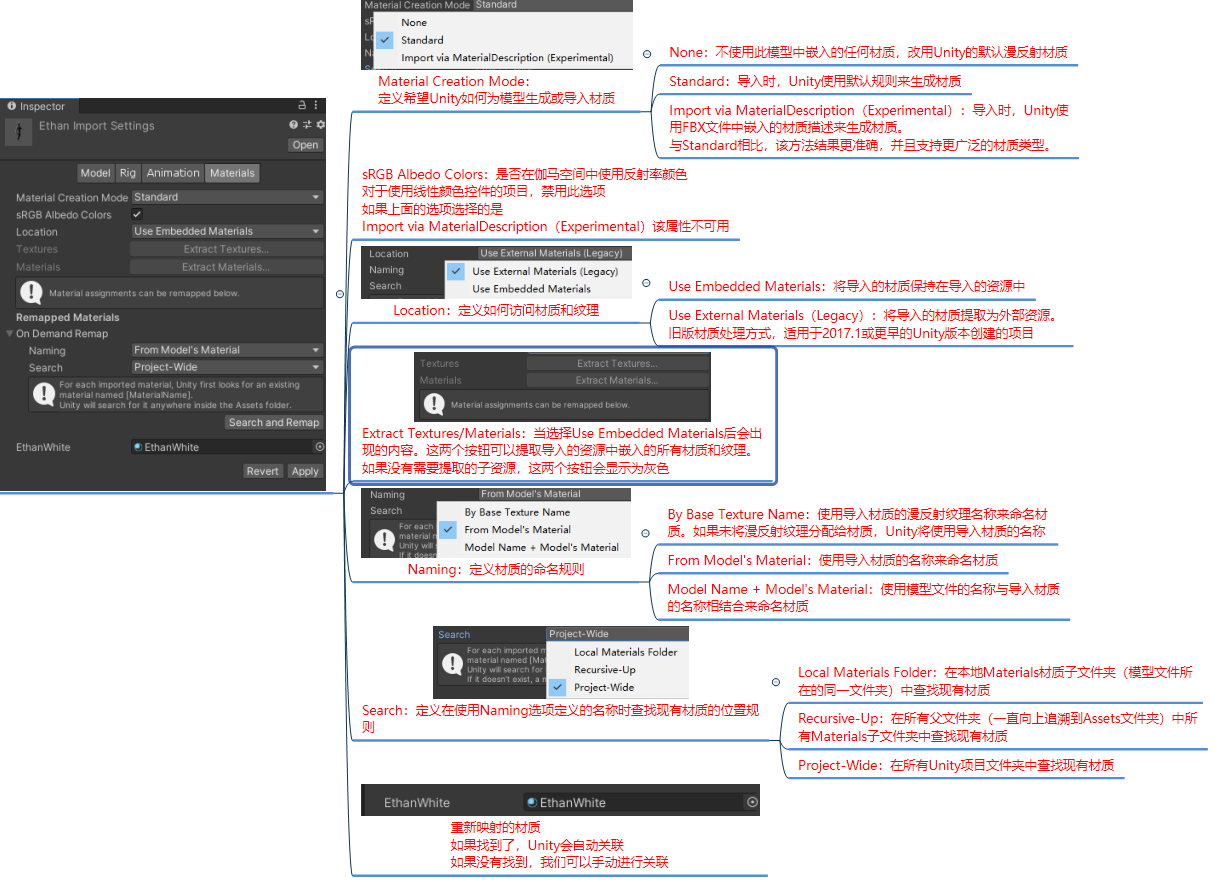 Inspector
Ethan Import Settings
Open
Model Rig Animation Materials
Material Creation Mode Standard
sRGB Albedo Colors
Location Use Embedded Materials
Textures Extract Textures...
Materials Extract Materials...
Material assignments can be remapped below.
Remapped Materials
On Demand Remap
Naming From Model's Material
Search Project-Wide
For each imported material, Unity first looks for an existing
material named [MaterialName].
Unity will search for it anywhere inside the Assets folder.
Search and Remap
EthanWhite EthanWhite
Revert Apply
Material Creation Mode Standard
None
Standard
Import via MaterialDescription (Experimental)
Material Creation Mode：
定义希望Unity如何为模型生成或导入材质
None：不使用此模型中嵌入的任何材质，改用Unity的默认漫反射材质
Standard：导入时，Unity使用默认规则来生成材质
Import via MaterialDescription（Experimental）：导入时，Unity使
用FBX文件中嵌入的材质描述来生成材质。
与Standard相比，该方法结果更准确，并且支持更广泛的材质类型。
sRGB Albedo Colors：是否在伽马空间中使用反射率颜色
对于使用线性颜色控件的项目，禁用此选项
如果上面的选项选择的是
Import via MaterialDescription（Experimental）该属性不可用
Location Use External Materials (Legacy)
Naming Use External Materials (Legacy)
Search Use Embedded Materials
Location：定义如何访问材质和纹理
Use Embedded Materials：将导入的材质保持在导入的资源中
Use External Materials（Legacy）：将导入的材质提取为外部资源。
旧版材质处理方式，适用于2017.1或更早的Unity版本创建的项目
Textures Extract Textures...
Materials Extract Materials...
Material assignments can be remapped below.
Extract Textures/Materials：当选择Use Embedded Materials后会出
现的内容。这两个按钮可以提取导入的资源中嵌入的所有材质和纹理。
如果没有需要提取的子资源，这两个按钮会显示为灰色
Naming From Model's Material
Search By Base Texture Name
For each
From Model's Material
material n
Unity will s
Model Name + Model's Material
If it doesn
Naming：定义材质的命名规则
By Base Texture Name：使用导入材质的漫反射纹理名称来命名材
质。如果未将漫反射纹理分配给材质，Unity将使用导入材质的名称
From Model's Material：使用导入材质的名称来命名材质
Model Name + Model's Material：使用模型文件的名称与导入材质
的名称相结合来命名材质
Search Project-Wide
For each imported m
Local Materials Folder
material named [Mat
Unity will search for
Recursive-Up
If it doesn't exist, a n
Project-Wide
Search：定义在使用Naming选项定义的名称时查找现有材质的位置规
则
Local Materials Folder：在本地Materials材质子文件夹（模型文件所
在的同一文件夹）中查找现有材质
Recursive-Up：在所有父文件夹（一直向上追溯到Assets文件夹）中所
有Materials子文件夹中查找现有材质
Project-Wide：在所有Unity项目文件夹中查找现有材质
EthanWhite EthanWhite
重新映射的材质
如果找到了，Unity会自动关联
如果没有找到，我们可以手动进行关联